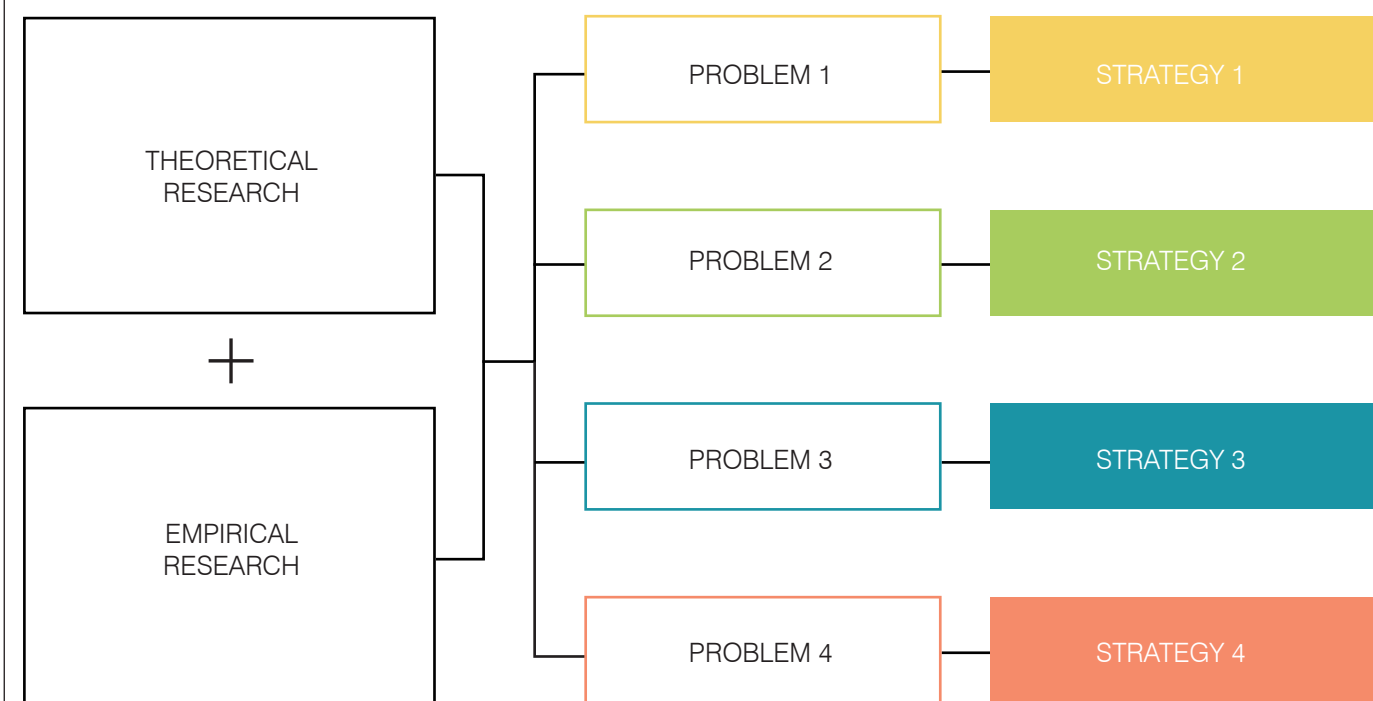 THEORETICAL
RESEARCH
+
EMPIRICAL
RESEARCH
PROBLEM 1
STRATEGY 1
PROBLEM 2
STRATEGY 2
PROBLEM 3
STRATEGY 3
PROBLEM 4
STRATEGY 4